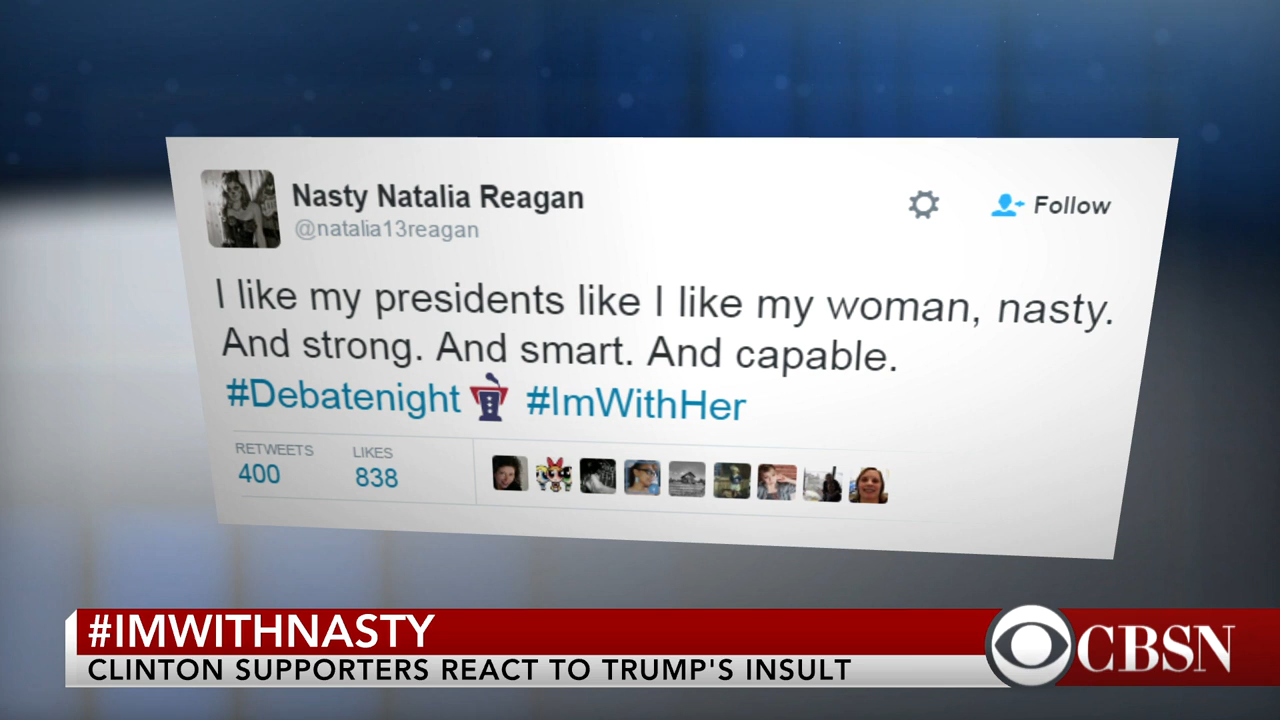 Nasty Natalia Reagan
@natalia13reagan
Follow
I like my presidents like I like my woman, nasty.
And strong. And smart. And capable.
#Debatenight #ImWithHer
RETWEETS LIKES
400 838
#IMWITHNASTY
CLINTON SUPPORTERS REACT TO TRUMP'S INSULT
CBSN